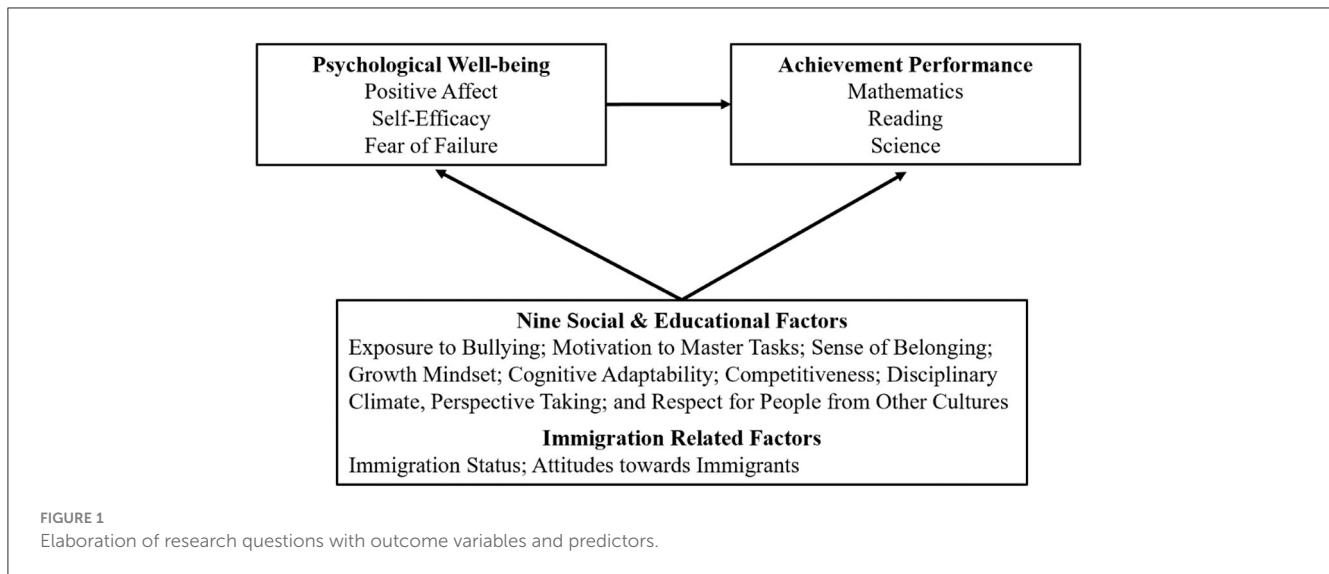 Psychological Well-being
Positive Affect
Self-Efficacy
Fear of Failure
Achievement Performance
Mathematics
Reading
Science
Nine Social & Educational Factors
Exposure to Bullying; Motivation to Master Tasks; Sense of Belonging;
Growth Mindset; Cognitive Adaptability; Competitiveness; Disciplinary
Climate, Perspective Taking; and Respect for People from Other Cultures
Immigration Related Factors
Immigration Status; Attitudes towards Immigrants
FIGURE 1
Elaboration of research questions with outcome variables and predictors.